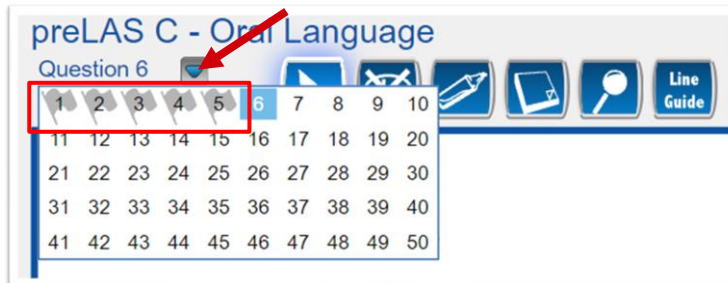 preLAS C - Oral Language
Question 6
Line
Guide
1 2 3 4 5 6 7 8 9 10
11 12 13 14 15 16 17 18 19 20
21 22 23 24 25 26 27 28 29 30
31 32 33 34 35 36 37 38 39 40
41 42 43 44 45 46 47 48 49 50